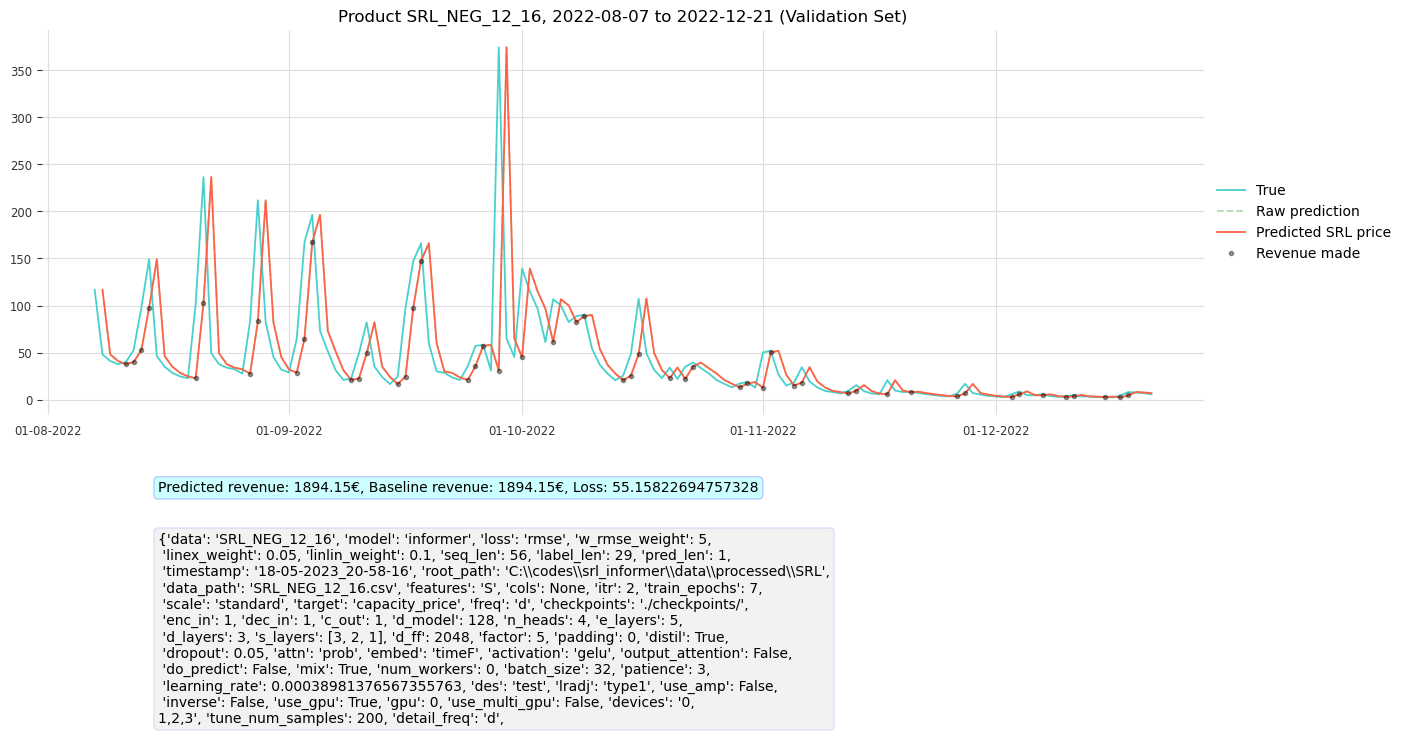 Product SRL_NEG_12_16, 2022-08-07 to 2022-12-21 (Validation Set)
350
300
250
200
150
100
50
0
01-08-2022 01-09-2022 01-10-2022 01-11-2022 01-12-2022
True
Raw prediction
Predicted SRL price
Revenue made
Predicted revenue: 1894.15€, Baseline revenue: 1894.15€, Loss: 55.15822694757328
{'data': 'SRL_NEG_12_16', 'model': 'informer', 'loss': 'rmse', 'w_rmse_weight': 5,
'linex_weight': 0.05, 'linlin_weight': 0.1, 'seq_len': 56, 'label_len': 29, 'pred_len': 1,
'timestamp': '18-05-2023_20-58-16', 'root_path': 'C:\\codes\\srl_informer\\data\\processed\\SRL',
'data_path': 'SRL_NEG_12_16.csv', 'features': 'S', 'cols': None, 'itr': 2, 'train_epochs': 7,
'scale': 'standard', 'target': 'capacity_price', 'freq': 'd', 'checkpoints': './checkpoints/',
'enc_in': 1, 'dec_in': 1, 'c_out': 1, 'd_model': 128, 'n_heads': 4, 'e_layers': 5,
'd_layers': 3, 's_layers': [3, 2, 1], 'd_ff': 2048, 'factor': 5, 'padding': 0, 'distil': True,
'dropout': 0.05, 'attn': 'prob', 'embed': 'timeF', 'activation': 'gelu', 'output_attention': False,
'do_predict': False, 'mix': True, 'num_workers': 0, 'batch_size': 32, 'patience': 3,
'learning_rate': 0.00038981376567355763, 'des': 'test', 'lradj': 'type1', 'use_amp': False,
'inverse': False, 'use_gpu': True, 'gpu': 0, 'use_multi_gpu': False, 'devices': '0,
1,2,3', 'tune_num_samples': 200, 'detail_freq': 'd',